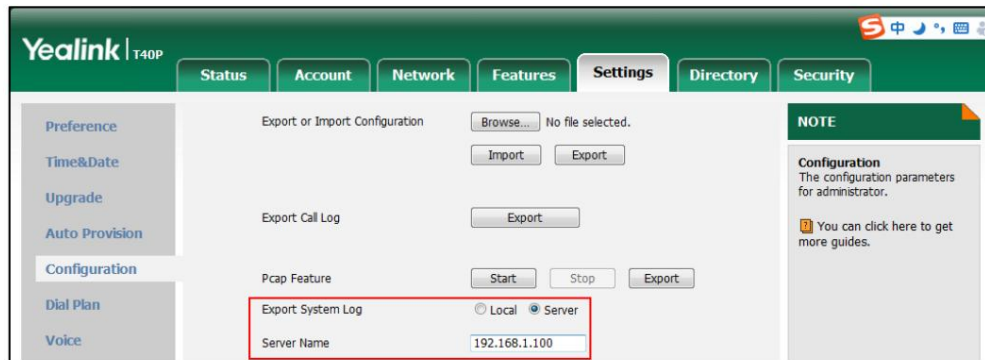 Yealink | T40P
中
Status Account Network Features Settings Directory Security
Preference
Time&Date
Upgrade
Auto Provision
Configuration
Dial Plan
Voice
Export or Import Configuration Browse... No file selected.
Import Export
Export Call Log Export
Pcap Feature Start Stop Export
Export System Log Local Server
Server Name 192.168.1.100
NOTE
Configuration
The configuration parameters
for administrator.
You can click here to get
more guides.